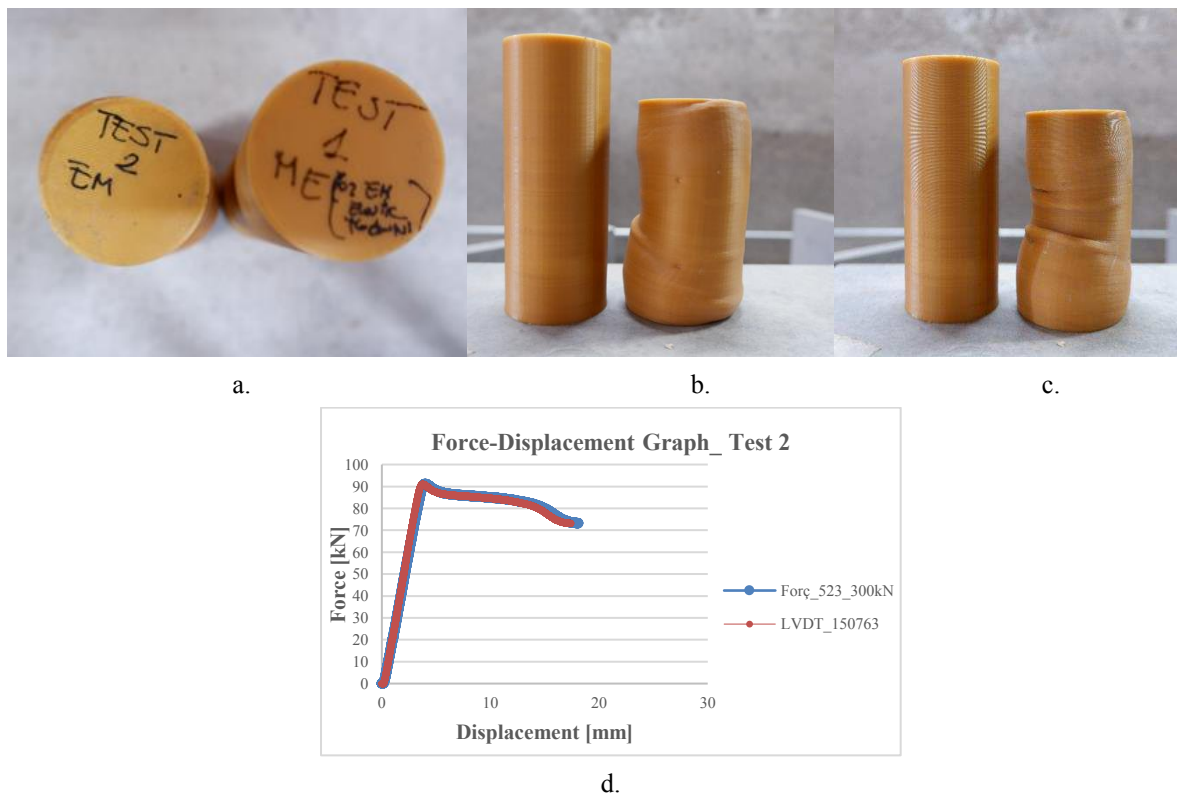 TEST
2
EM
TEST
1
ME
a.
b.
c.
Force-Displacement Graph_ Test 2
Force [kN]
100
90
80
70
60
50
40
30
20
10
0
0
10
20
30
Displacement [mm]
Forç_523_300kN
LVDT_150763
d.